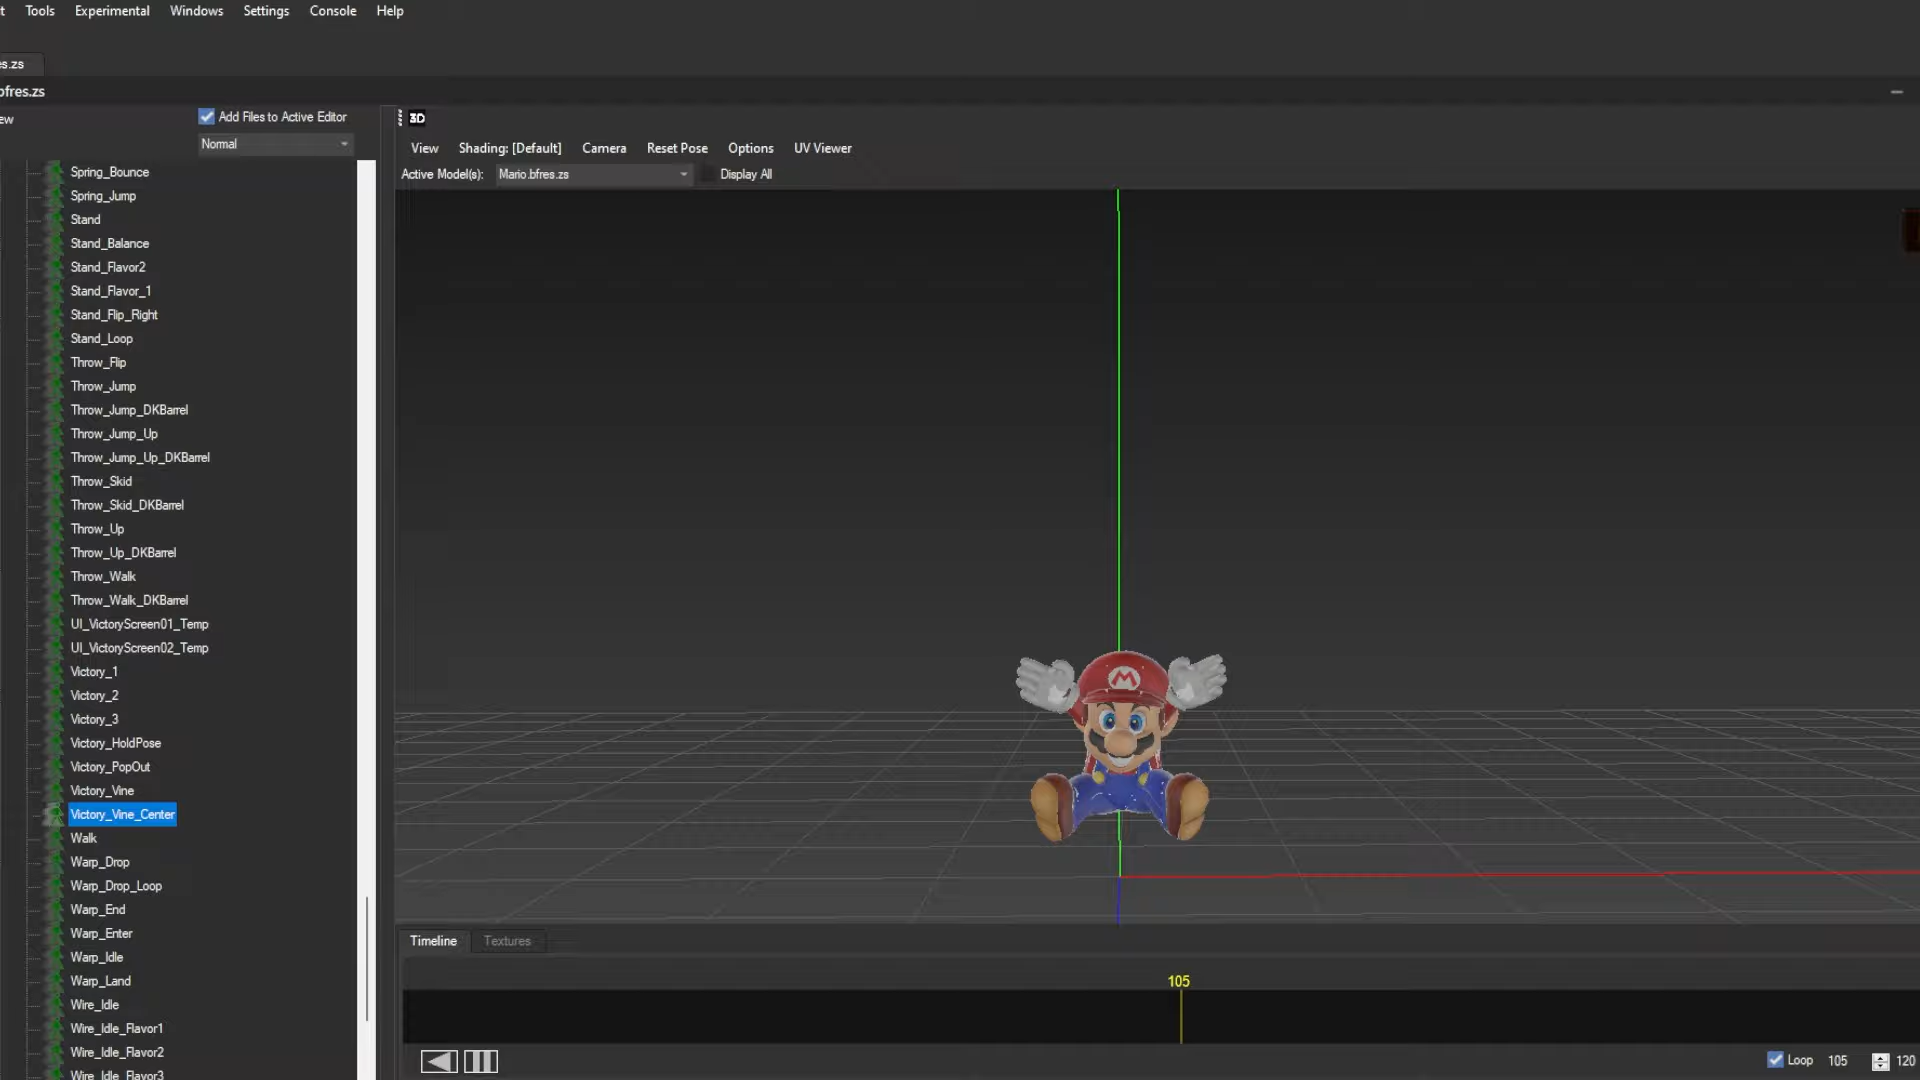 t Tools Experimental Windows Settings Console Help
es.zs
bfres.zs
ew
Add Files to Active Editor
Normal
3D
View Shading: [Default] Camera Reset Pose Options UV Viewer
Active Model(s): Mario.bfres.zs Display All
Spring_Bounce
Spring_Jump
Stand
Stand_Balance
Stand_Flavor2
Stand_Flavor_1
Stand_Flip_Right
Stand_Loop
Throw_Flip
Throw_Jump
Throw_Jump_DKBarrel
Throw_Jump_Up
Throw_Jump_Up_DKBarrel
Throw_Skid
Throw_Skid_DKBarrel
Throw_Up
Throw_Up_DKBarrel
Throw_Walk
Throw_Walk_DKBarrel
UI_VictoryScreen01_Temp
UI_VictoryScreen02_Temp
Victory_1
Victory_2
Victory_3
Victory_HoldPose
Victory_PopOut
Victory_Vine
Victory_Vine_Center
Walk
Warp_Drop
Warp_Drop_Loop
Warp_End
Warp_Enter
Warp_Idle
Warp_Land
Wire_Idle
Wire_Idle_Flavor1
Wire_Idle_Flavor2
Wire_Idle_Flavor3
M
Timeline Textures
105
Loop 105 120